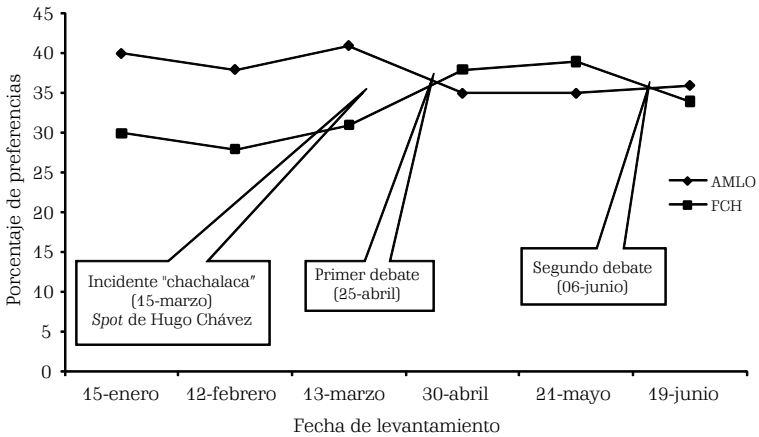 Porcentaje de preferencias
45
40
35
30
25
20
15
10
5
0
Incidente "chachalaca"
(15-marzo)
Spot de Hugo Chávez
Primer debate
(25-abril)
Segundo debate
(06-junio)
AMLO
FCH
15-enero
12-febrero
13-marzo
30-abril
21-mayo
19-junio
Fecha de levantamiento